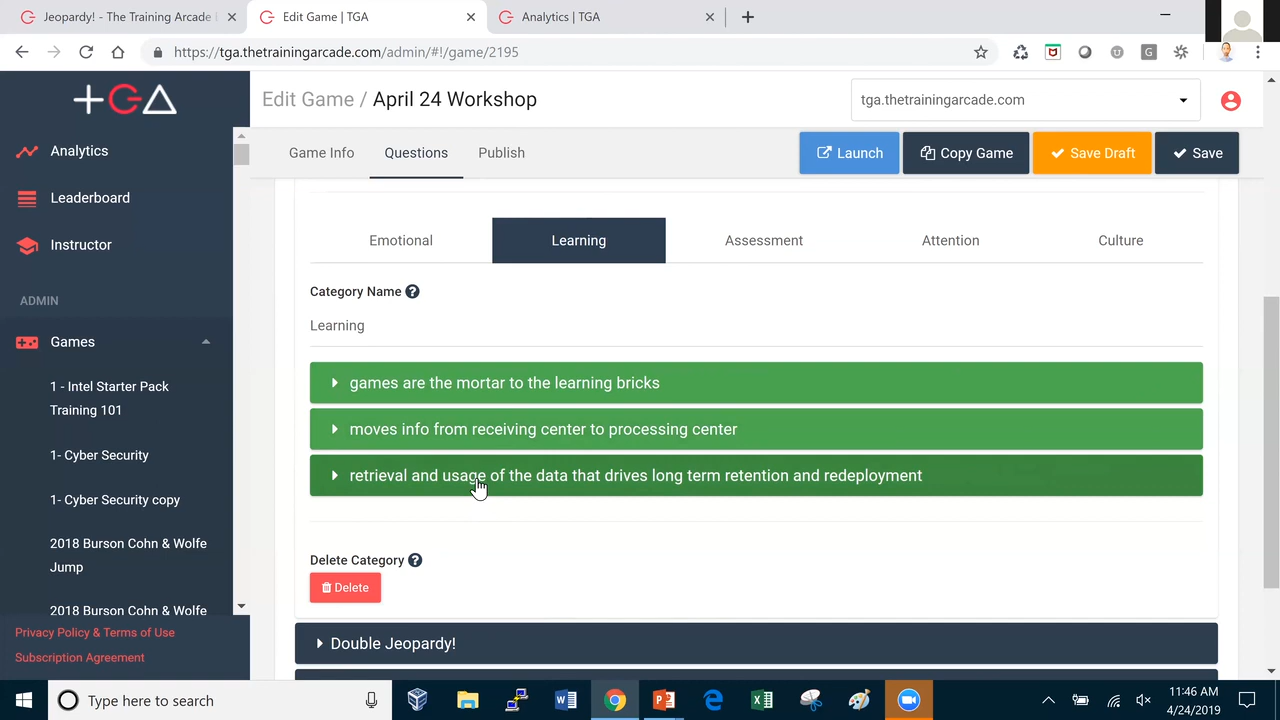 Jeopardy! - The Training Arcade
Edit Game | TGA
Analytics | TGA
https://tga.thetrainingarcade.com/admin/#!/game/2195
Edit Game / April 24 Workshop
tga.thetrainingarcade.com
Analytics
Leaderboard
Instructor
ADMIN
Games
1 - Intel Starter Pack
Training 101
1- Cyber Security
1- Cyber Security copy
2018 Burson Cohn & Wolfe
Jump
2018 Burson Cohn & Wolfe
Privacy Policy & Terms of Use
Subscription Agreement
Game Info
Questions
Publish
Launch
Copy Game
Save Draft
Save
Emotional
Learning
Assessment
Attention
Culture
Category Name
Learning
games are the mortar to the learning bricks
moves info from receiving center to processing center
retrieval and usage of the data that drives long term retention and redeployment
Delete Category
Delete
Double Jeopardy!
Type here to search
11:46 AM
4/24/2019